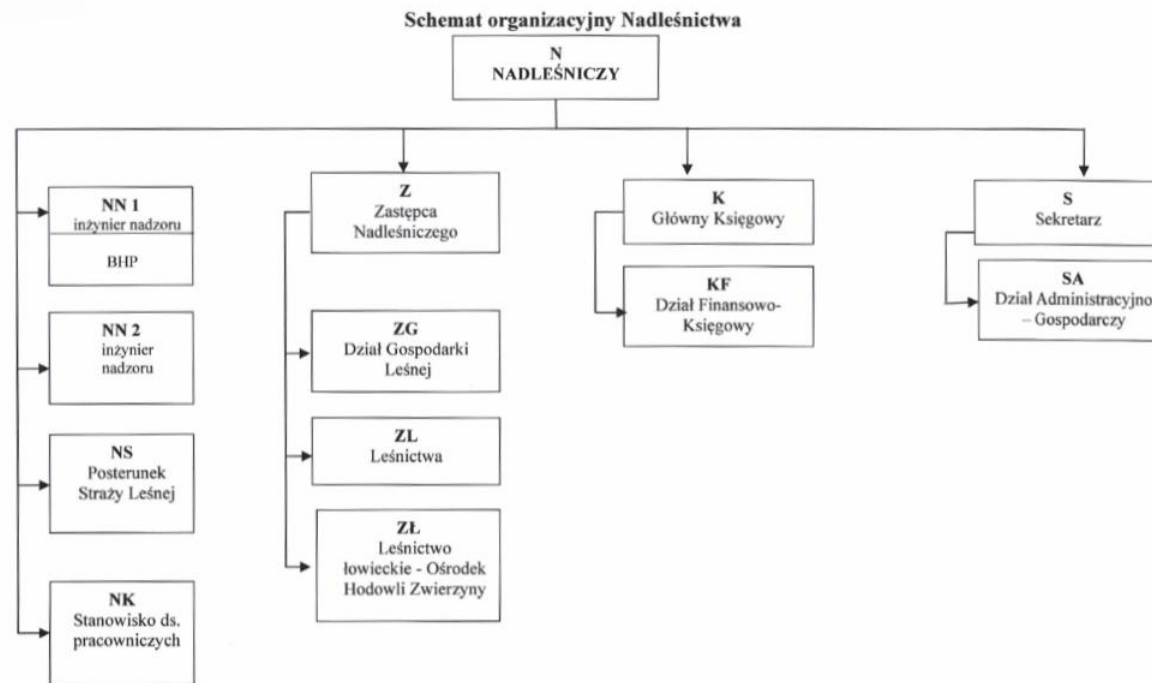 Schemat organizacyjny Nadleśnictwa
N
NADLEŚNICZY
NN 1
inżynier nadzoru
BHP
NN 2
inżynier
nadzoru
NS
Posterunek
Straży Leśnej
NK
Stanowisko ds.
pracowniczych
Z
Zastępca
Nadleśniczego
ZG
Dział Gospodarki
Leśnej
ZL
Leśnictwa
ZŁ
Leśnictwo
łowieckie - Ośrodek
Hodowli Zwierzyny
K
Główny Księgowy
KF
Dział Finansowo-
Księgowy
S
Sekretarz
SA
Dział Administracyjno
– Gospodarczy